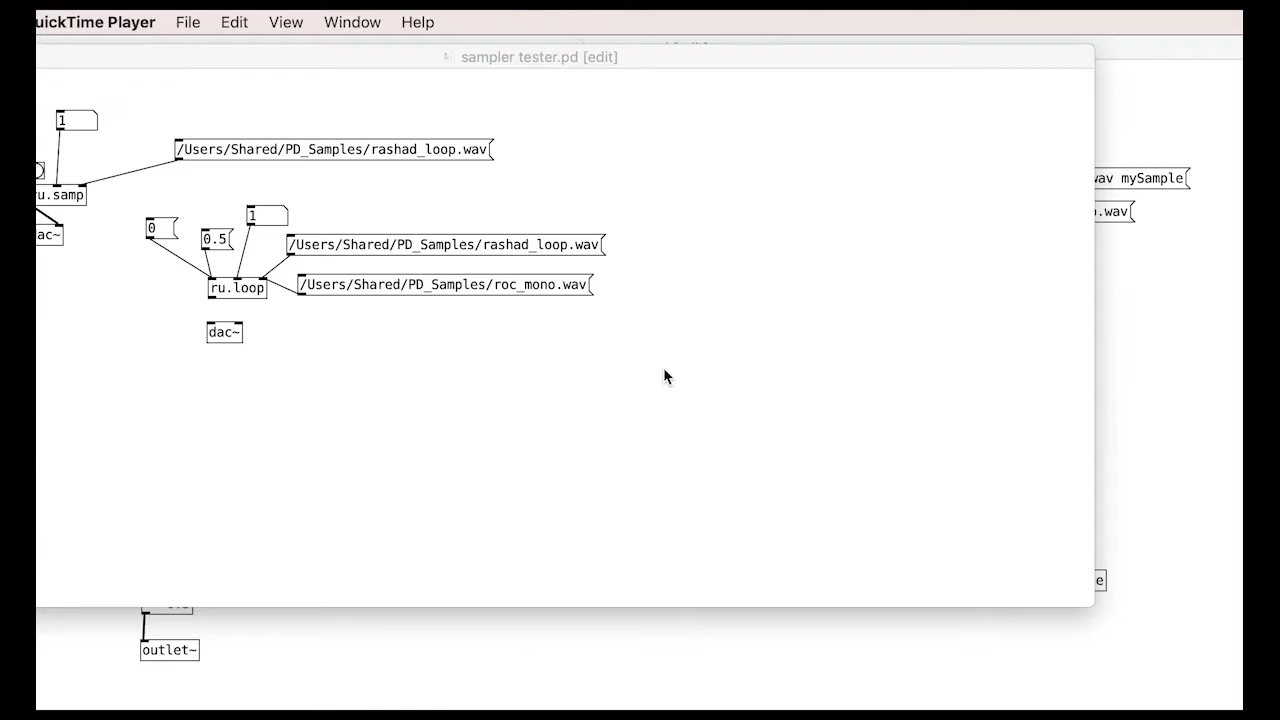 uickTime Player File Edit View Window Help
sampler tester.pd [edit]
1
/Users/Shared/PD_Samples/rashad_loop.wav
wav mySample
u.samp
.wav
1
0
0.5
ac~
/Users/Shared/PD_Samples/rashad_loop.wav
ru.loop
/Users/Shared/PD_Samples/roc_mono.wav
dac~
e
outlet~